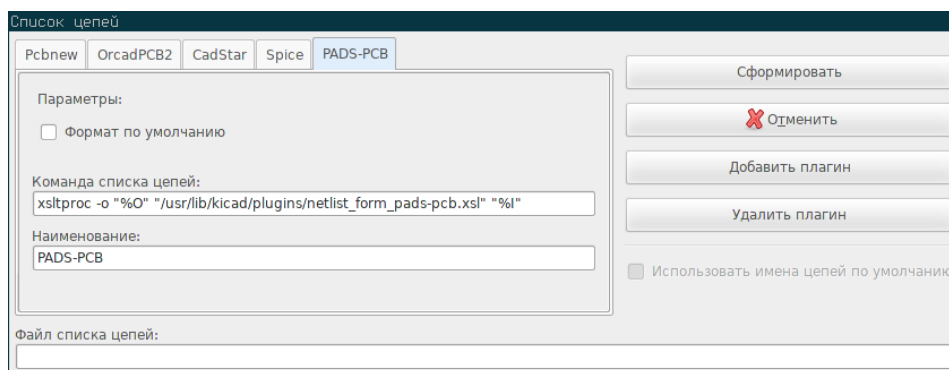 Список цепей
Pcbnew OrcadPCB2 CadStar Spice PADS-PCB
Параметры:
Формат по умолчанию
Команда списка цепей:
xsltproc -o "%O" "/usr/lib/kicad/plugins/netlist_form_pads-pcb.xsl" "%I"
Наименование:
PADS-PCB
Сформировать
Отменить
Добавить плагин
Удалить плагин
Использовать имена цепей по умолчанию
Файл списка цепей: